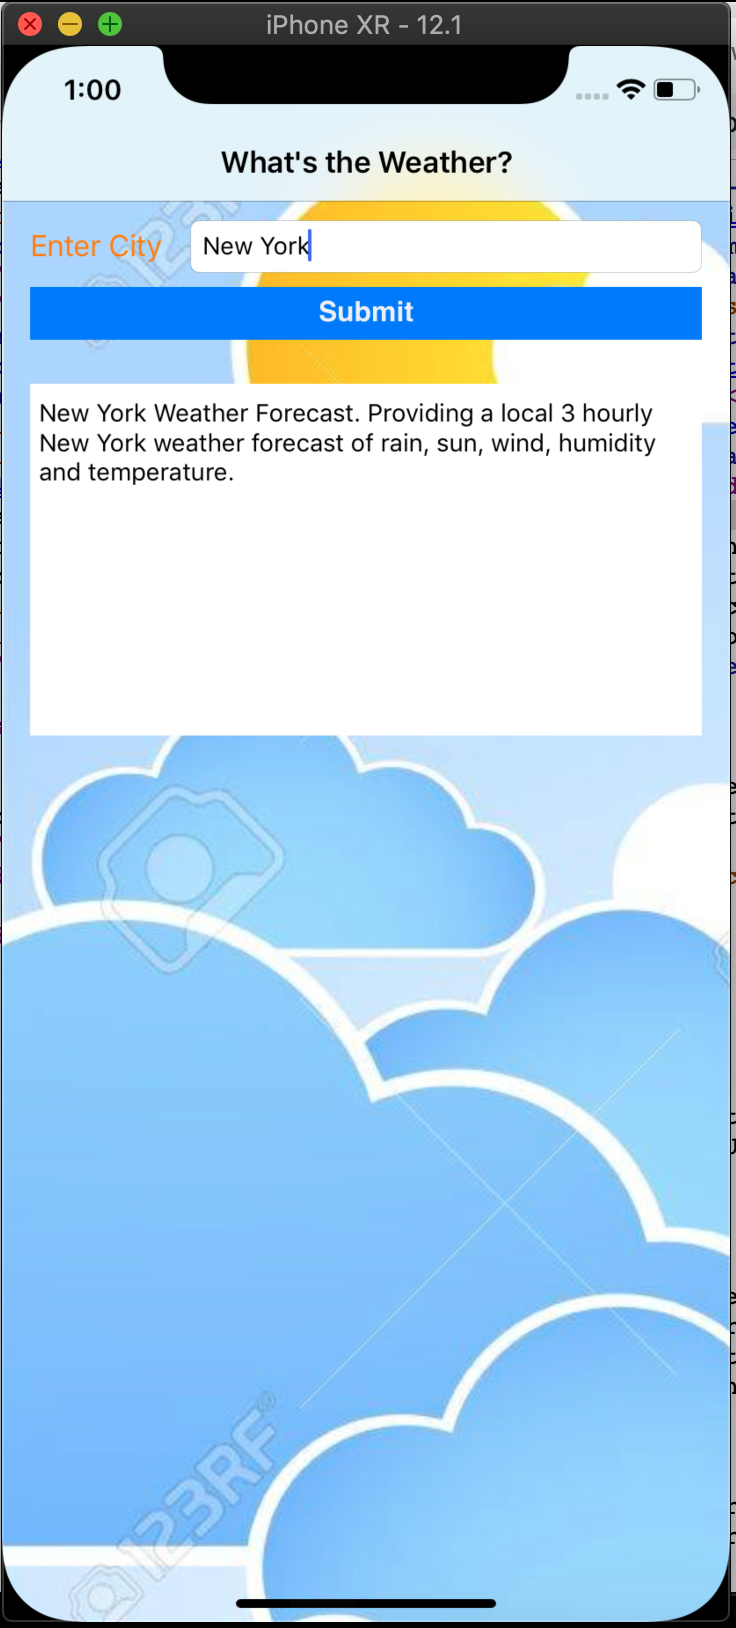 iPhone XR - 12.1
1:00
What's the Weather?
Enter City
New York
Submit
New York Weather Forecast. Providing a local 3 hourly
New York weather forecast of rain, sun, wind, humidity
and temperature.
©123RF®